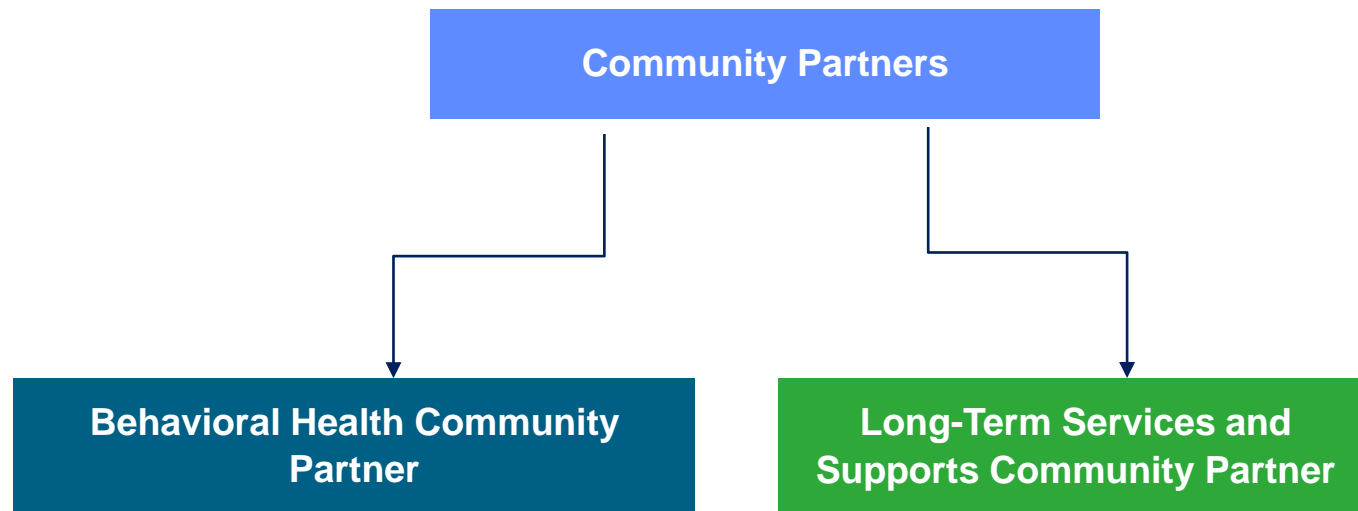 Community Partners
Behavioral Health Community
Partner
Long-Term Services and
Supports Community Partner